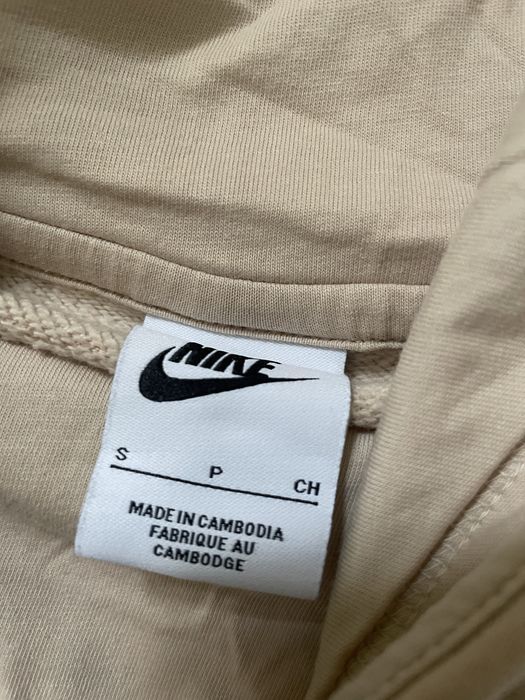 NIKE
S P CH
MADE IN CAMBODIA
FABRIQUE AU
CAMBODGE